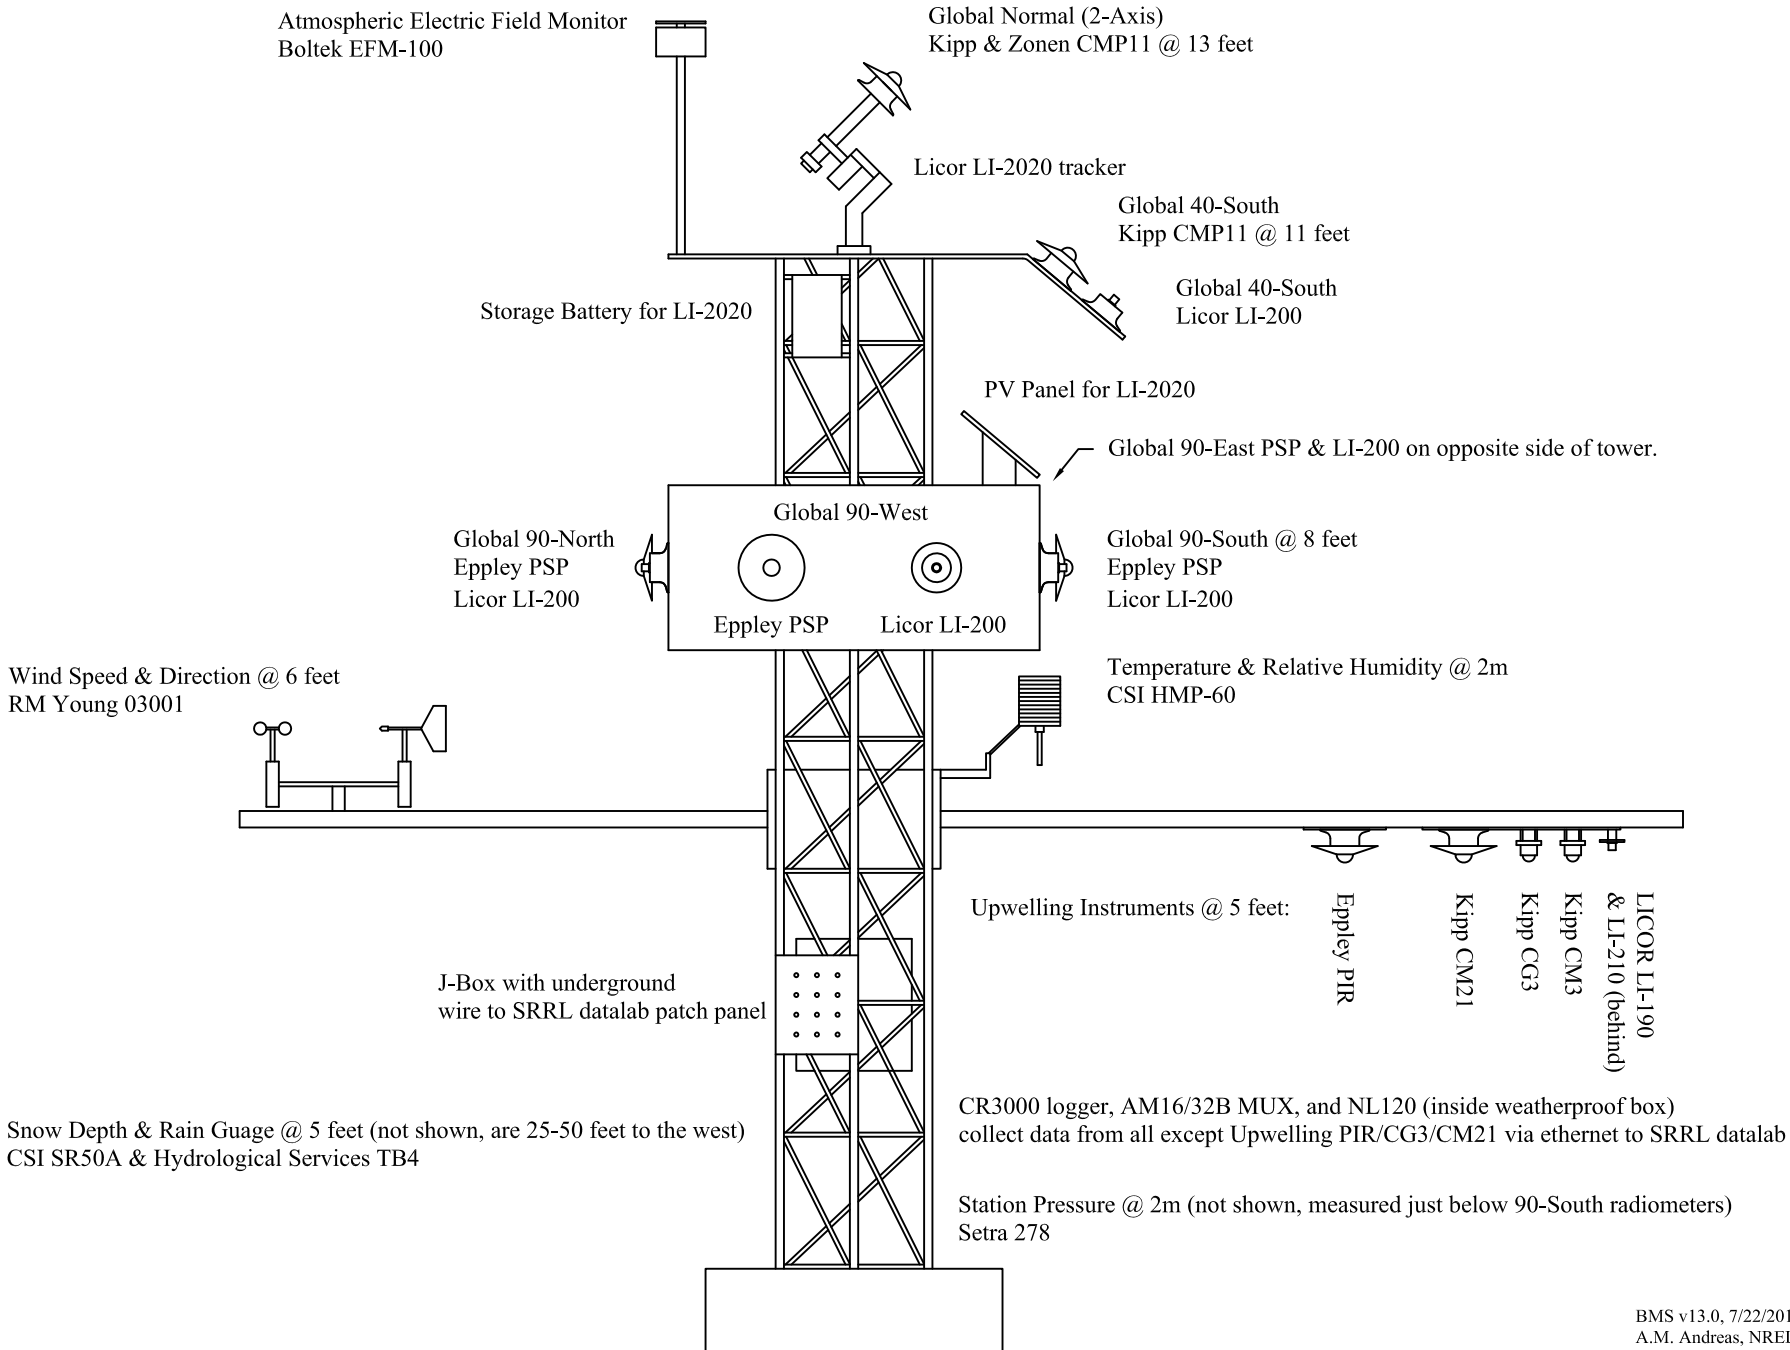 Atmospheric Electric Field Monitor
Boltek EFM-100
Global Normal (2-Axis)
Kipp & Zonen CMP11 @ 13 feet
Licor LI-2020 tracker
Global 40-South
Kipp CMP11 @ 11 feet
Global 40-South
Licor LI-200
Storage Battery for LI-2020
PV Panel for LI-2020
Global 90-East PSP & LI-200 on opposite side of tower.
Global 90-West
Eppley PSP
Licor LI-200
Global 90-North
Eppley PSP
Licor LI-200
Global 90-South @ 8 feet
Eppley PSP
Licor LI-200
Wind Speed & Direction @ 6 feet
RM Young 03001
Temperature & Relative Humidity @ 2m
CSI HMP-60
Upwelling Instruments @ 5 feet:
Eppley PIR
Kipp CM21
Kipp CG3
Kipp CM3
LICOR LI-190
& LI-210 (behind)
J-Box with underground
wire to SRRL datalab patch panel
Snow Depth & Rain Guage @ 5 feet (not shown, are 25-50 feet to the west)
CSI SR50A & Hydrological Services TB4
CR3000 logger, AM16/32B MUX, and NL120 (inside weatherproof box)
collect data from all except Upwelling PIR/CG3/CM21 via ethernet to SRRL datalab
Station Pressure @ 2m (not shown, measured just below 90-South radiometers)
Setra 278
BMS v13.0,
A.M. Andreas,